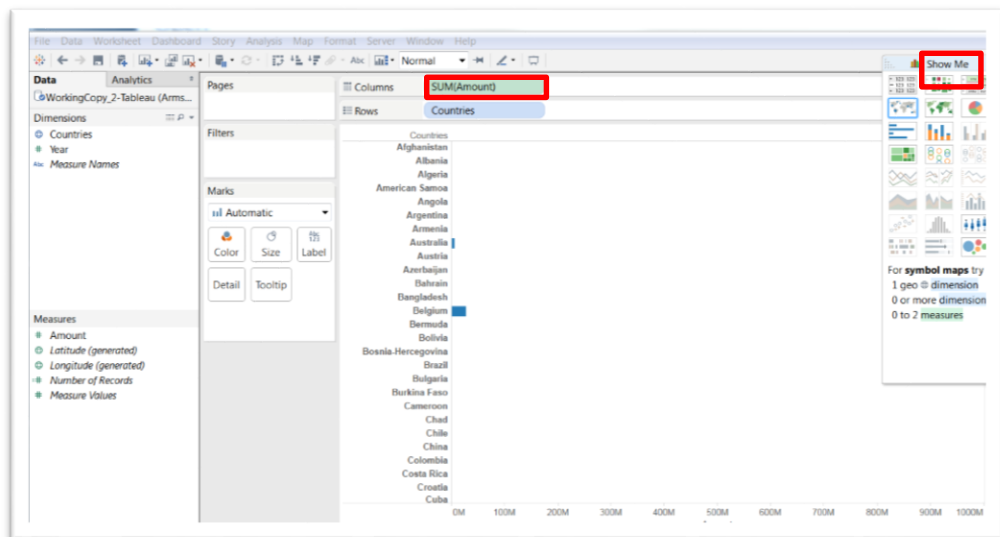 File Data Worksheet Dashboard Story Analysis Map Format Server Window Help
Abc Normal
Data Analytics
WorkingCopy_2-Tableau (Arms...
Dimensions
Countries
Year
Abc Measure Names
Measures
Amount
Latitude (generated)
Longitude (generated)
Number of Records
Measure Values
Pages
Filters
Marks
Automatic
Color Size Label
Detail Tooltip
Columns SUM(Amount)
Rows Countries
Countries
Afghanistan
Albania
Algeria
American Samoa
Angola
Argentina
Armenia
Australia
Austria
Azerbaijan
Bahrain
Bangladesh
Belgium
Bermuda
Bolivia
Bosnia-Hercegovina
Brazil
Bulgaria
Burkina Faso
Cameroon
Chad
Chile
China
Colombia
Costa Rica
Croatia
Cuba
0M 100M 200M 300M 400M 500M 600M 700M 800M 900M 1000M
Show Me
For symbol maps try
1 geo dimension
0 or more dimension
0 to 2 measures